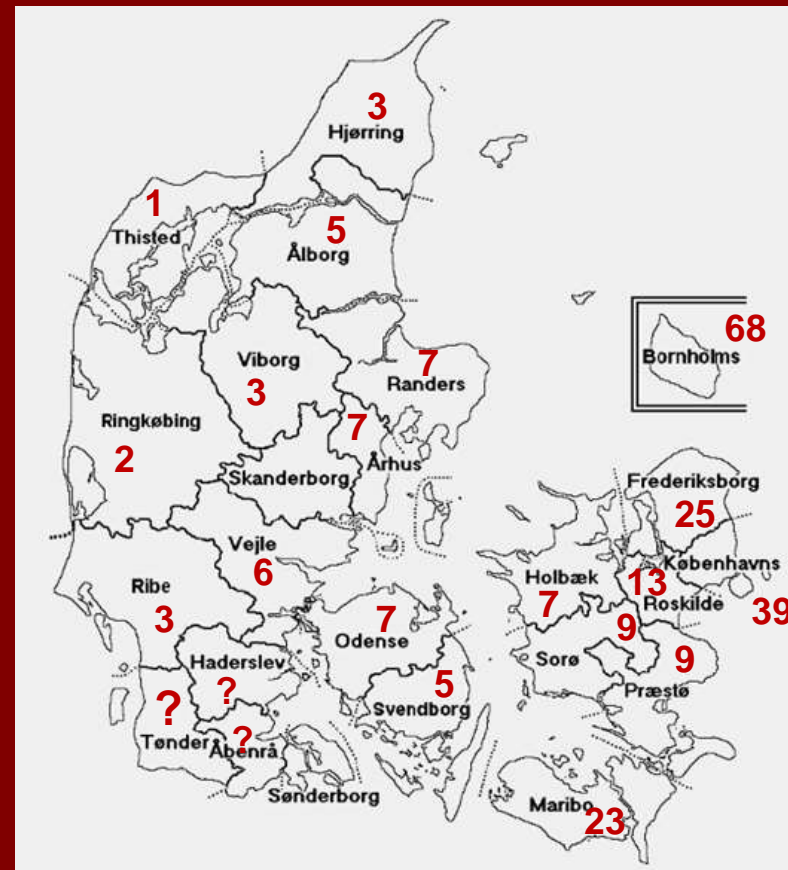 3
Hjørring
1
Thisted
5
Ålborg
68
Bornholms
Viborg
3
7
Randers
Ringkøbing
2
7
Århus
Skanderborg
Frederiksborg
25
Vejle
6
Københavns
Holbæk
7
13
Roskilde
39
Ribe
3
7
Odense
9
Sorø
9
Præstø
Haderslev
?
5
Svendborg
?
Tønder
?
Åbenrå
Sønderborg
Maribo
23